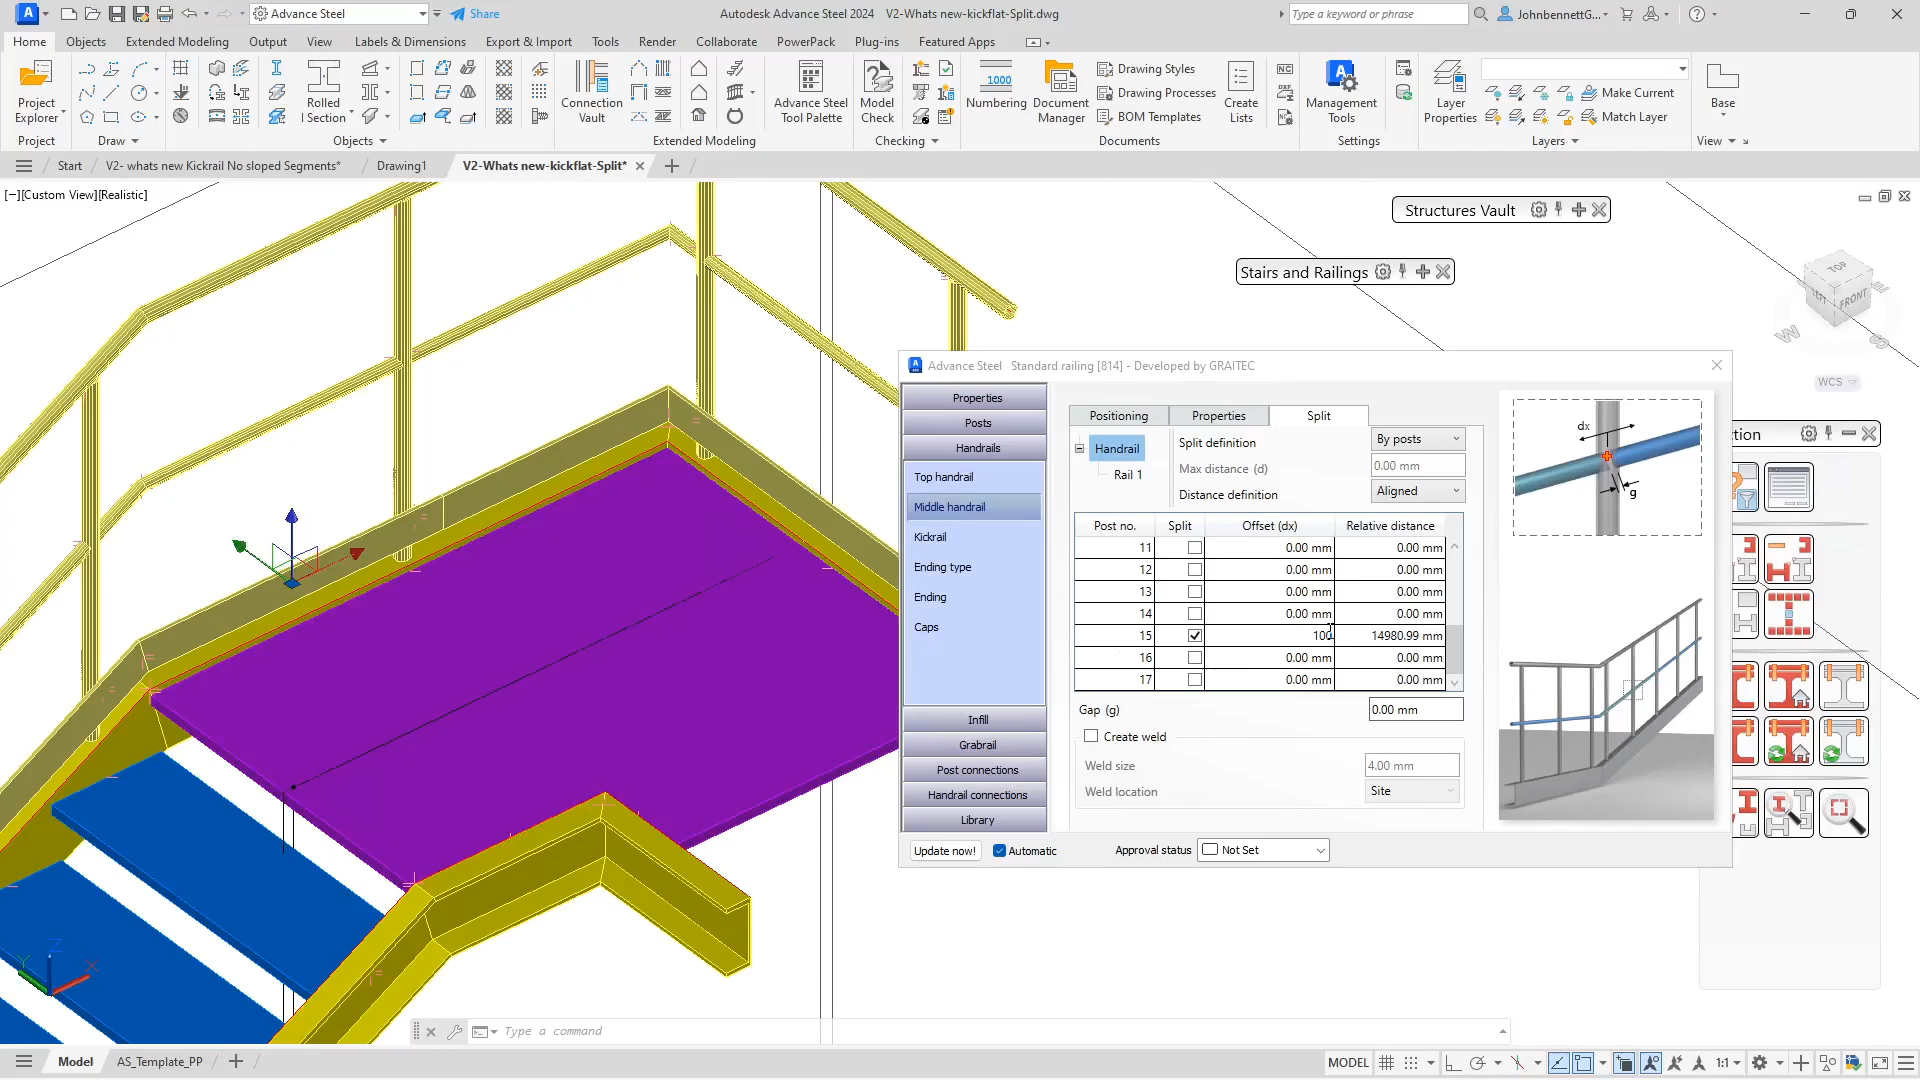 Advance Steel
Share
Autodesk Advance Steel 2024 V2-Whats new-kickflat-Split.dwg
Type a keyword or phrase
JohnbennettG...
Home Objects Extended Modeling Output View Labels & Dimensions Export & Import Tools Render Collaborate PowerPack Plug-ins Featured Apps
Project Explorer
Rolled I Section
Connection Vault
Advance Steel Tool Palette
Model Check
1000
Numbering
Document Manager
Drawing Styles
Drawing Processes
BOM Templates
Create Lists
NC
DXF
Management Tools
Layer Properties
Make Current
Match Layer
Base
Project Draw Objects Extended Modeling Checking Documents Settings Layers View
Start V2- whats new Kickrail No sloped Segments* Drawing1 V2-Whats new-kickflat-Split*
[−][Custom View][Realistic]
Structures Vault
Stairs and Railings
TOP
LEFT
FRONT
W
S
E
WCS
Advance Steel Standard railing [814] - Developed by GRAITEC
Properties
Posts
Handrails
Top handrail
Middle handrail
Kickrail
Ending type
Ending
Caps
Infill
Grabrail
Post connections
Handrail connections
Library
Positioning Properties Split
Handrail
Rail 1
Split definition By posts
Max distance (d) 0.00 mm
Distance definition Aligned
Post no. Split Offset (dx) Relative distance
11 0.00 mm 0.00 mm
12 0.00 mm 0.00 mm
13 0.00 mm 0.00 mm
14 0.00 mm 0.00 mm
15 100 14980.99 mm
16 0.00 mm 0.00 mm
17 0.00 mm 0.00 mm
Gap (g) 0.00 mm
Create weld
Weld size 4.00 mm
Weld location Site
dx
g
Update now! Automatic Approval status Not Set
ction
Z
Y
X
Type a command
Model AS_Template_PP
MODEL
1:1